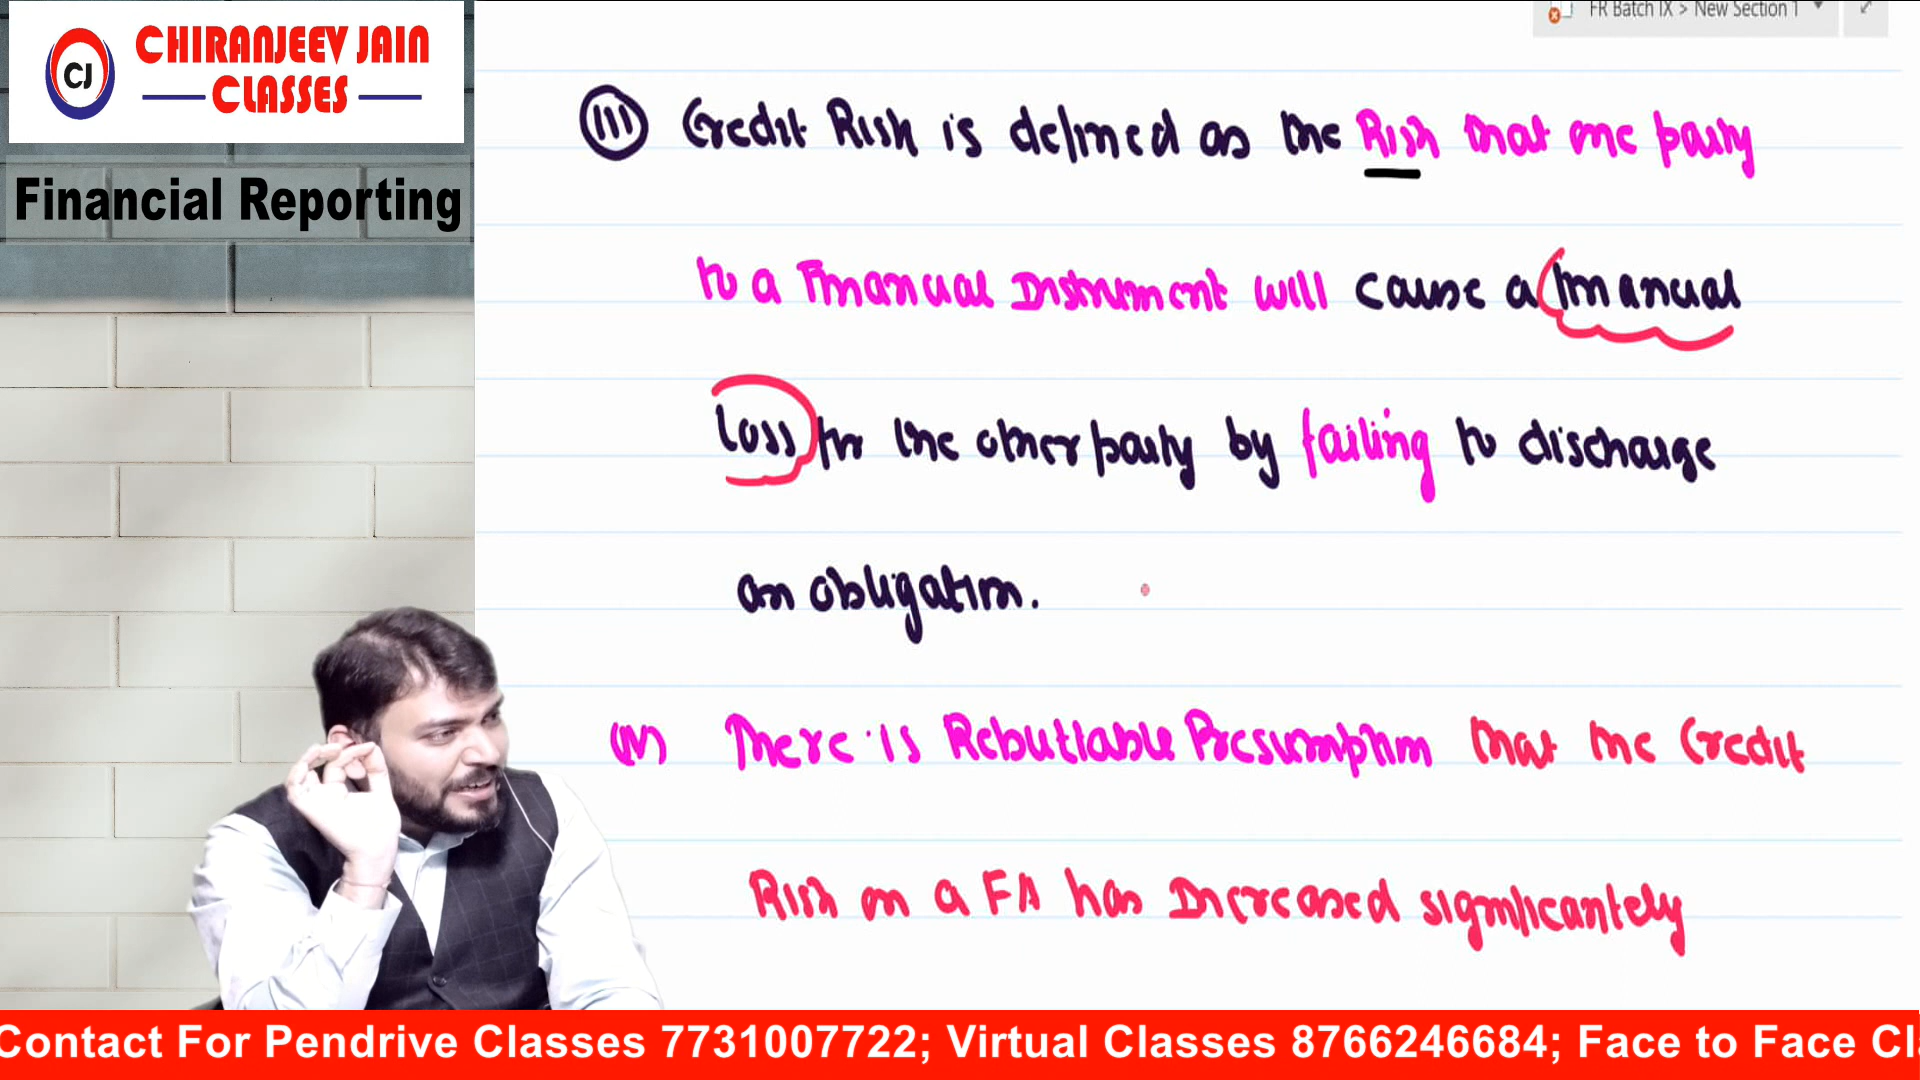 CJ
CHIRANJEEV JAIN
CLASSES
Financial Reporting
FR Batch IX > New Section 1
(III) Credit Risk is defined as the Risk that one party
to a Financial Instrument will cause a financial
loss for the other party by failing to discharge
an obligation.
(IV) There is Rebuttable Presumption that the Credit
Risk on a FA has Increased significantely
Contact For Pendrive Classes 7731007722; Virtual Classes 8766246684; Face to Face Cl